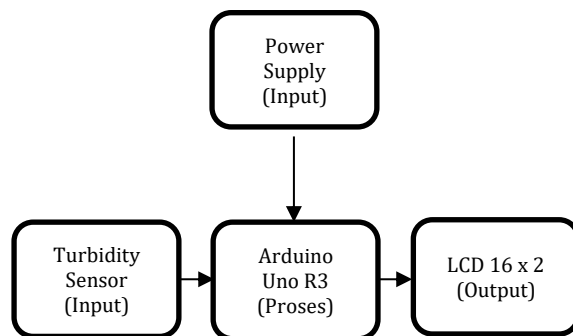 Power
Supply
(Input)
Turbidity
Sensor
(Input)
Arduino
Uno R3
(Proses)
LCD 16 x 2
(Output)